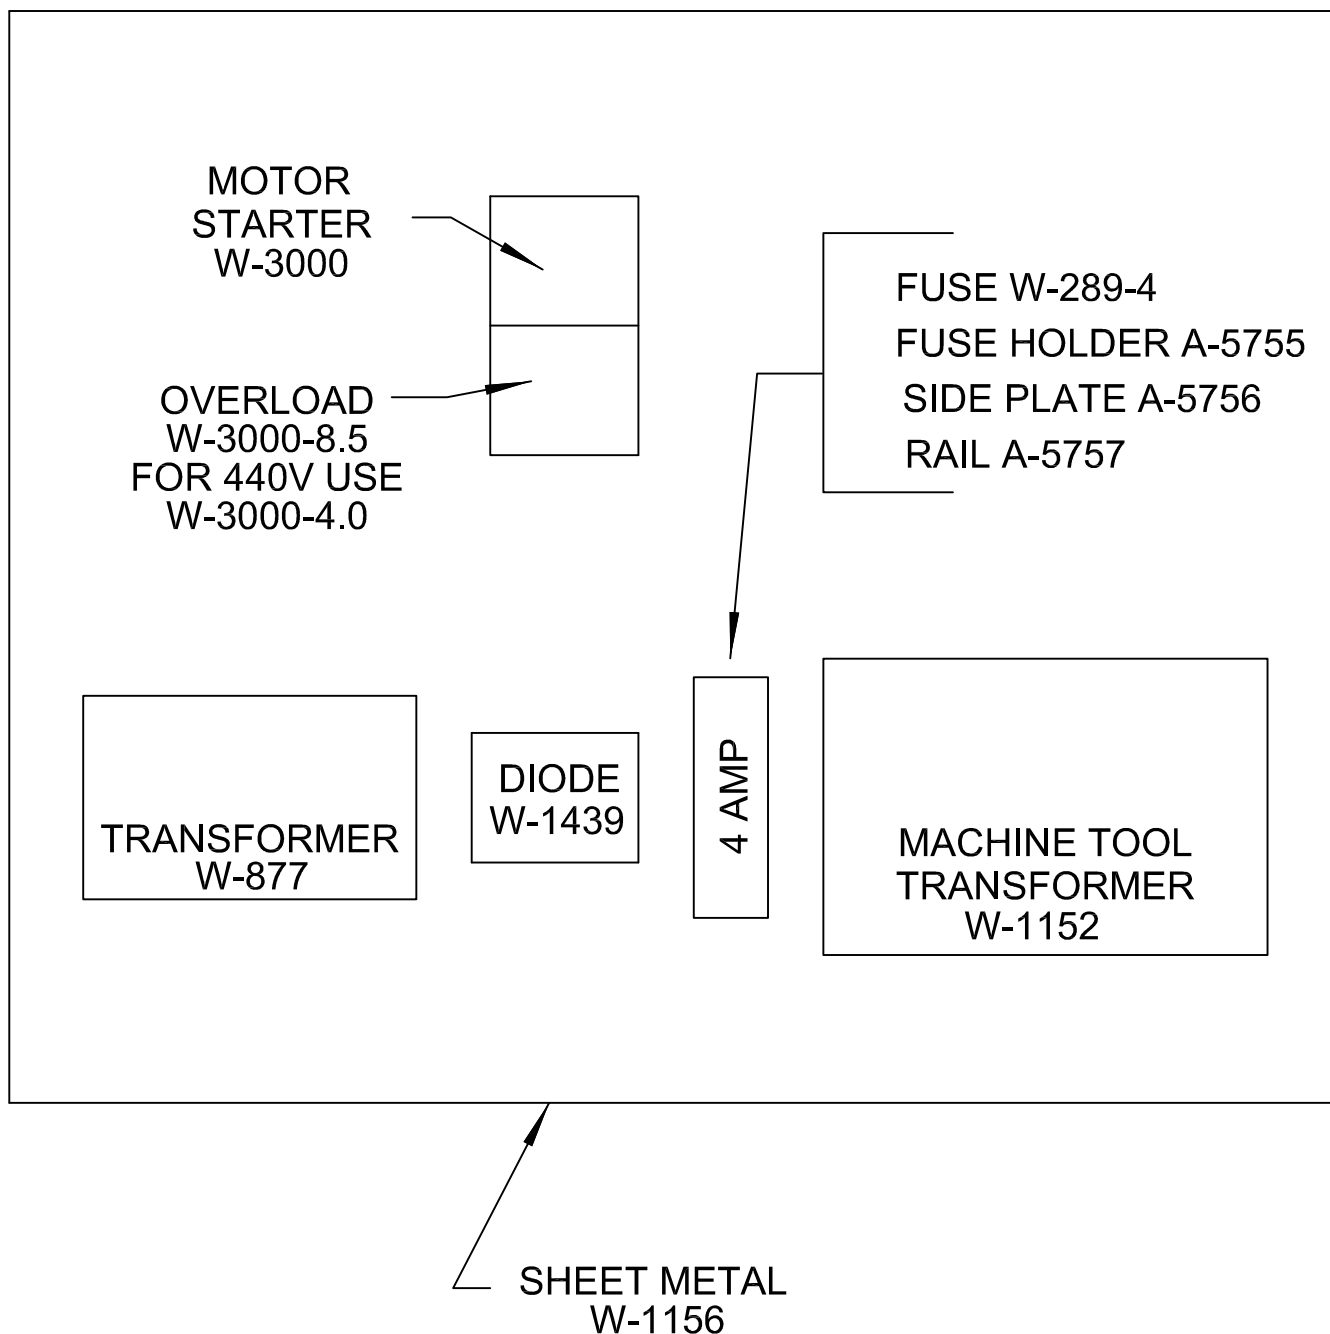 MOTOR
STARTER
W-3000
OVERLOAD
W-3000-8.5
FOR 440V USE
W-3000-4.0
FUSE W-289-4
FUSE HOLDER A-5755
SIDE PLATE A-5756
RAIL A-5757
TRANSFORMER
W-877
DIODE
W-1439
4 AMP
MACHINE TOOL
TRANSFORMER
W-1152
SHEET METAL
W-1156